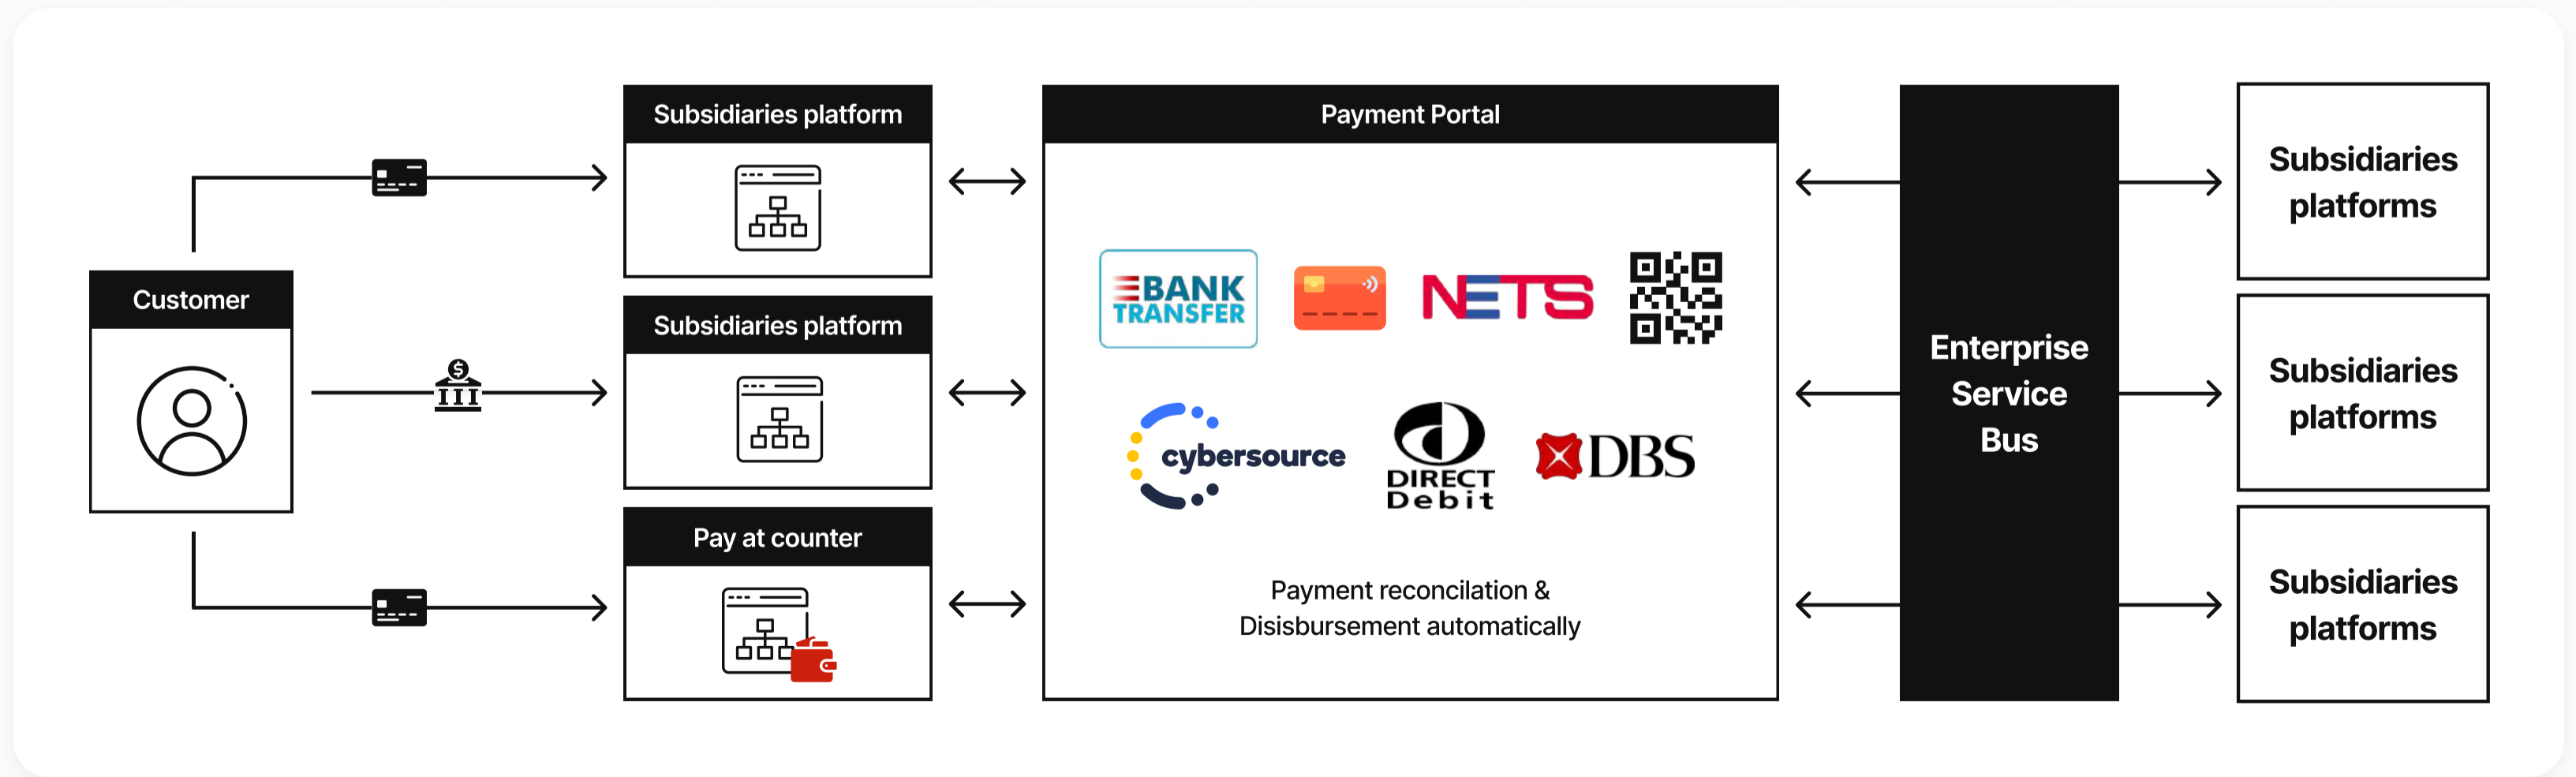 Subsidiaries platform
Payment Portal
Subsidiaries
platforms
Customer
BANK
TRANSFER
NETS
Subsidiaries platform
Enterprise
Service
Bus
Subsidiaries
platforms
cybersource
DIRECT
Debit
DBS
Pay at counter
Payment reconcilation &
Disisbursement automatically
Subsidiaries
platforms